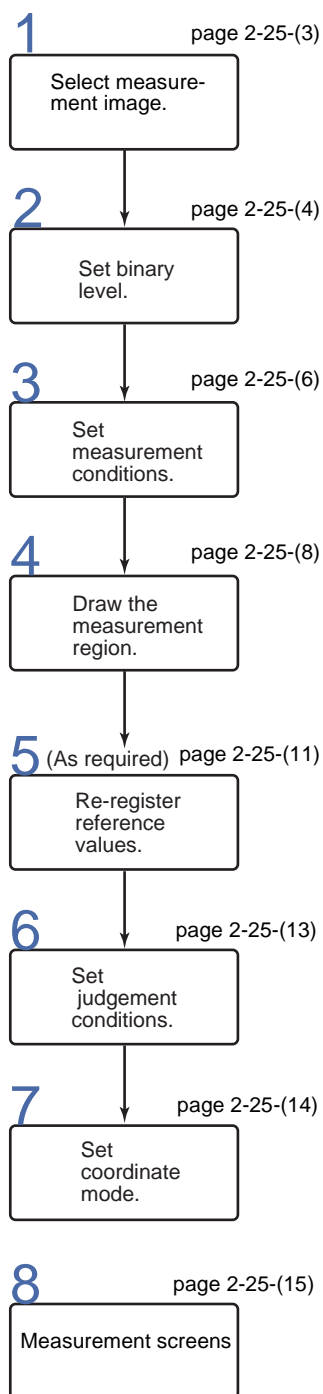 1 page 2-25-(3)
Select measure-
ment image.
2 page 2-25-(4)
Set binary
level.
3 page 2-25-(6)
Set
measurement
conditions.
4 page 2-25-(8)
Draw the
measurement
region.
5 (As required) page 2-25-(11)
Re-register
reference
values.
6 page 2-25-(13)
Set
judgement
conditions.
7 page 2-25-(14)
Set
coordinate
mode.
8 page 2-25-(15)
Measurement screens